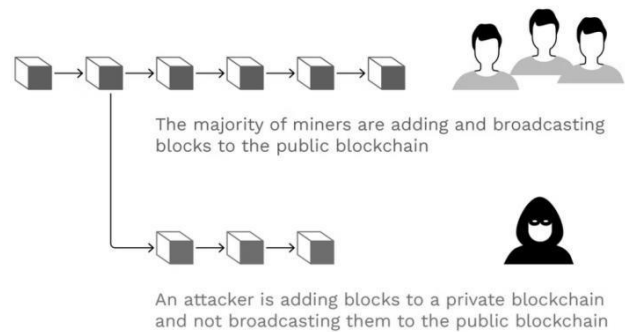 The majority of miners are adding and broadcasting
blocks to the public blockchain
An attacker is adding blocks to a private blockchain
and not broadcasting them to the public blockchain